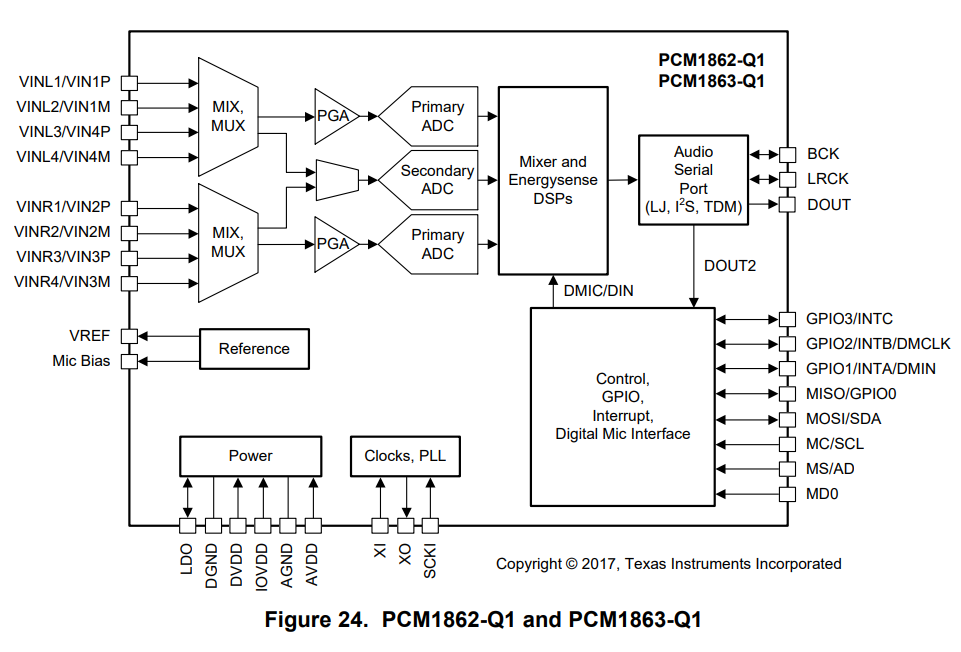 PCM1862-Q1
PCM1863-Q1
VINL1/VIN1P
VINL2/VIN1M
VINL3/VIN4P
VINL4/VIN4M
VINR1/VIN2P
VINR2/VIN2M
VINR3/VIN3P
VINR4/VIN3M
VREF
Mic Bias
MIX,
MUX
MIX,
MUX
PGA
PGA
Primary
ADC
Secondary
ADC
Primary
ADC
Mixer and
Energysense
DSPs
Audio
Serial
Port
(LJ, I²S, TDM)
BCK
LRCK
DOUT
DOUT2
DMIC/DIN
Reference
Control,
GPIO,
Interrupt,
Digital Mic Interface
GPIO3/INTC
GPIO2/INTB/DMCLK
GPIO1/INTA/DMIN
MISO/GPIO0
MOSI/SDA
MC/SCL
MS/AD
MD0
Power
Clocks, PLL
LDO
DGND
DVDD
IOVDD
AGND
AVDD
XI
XO
SCKI
Copyright © 2017, Texas Instruments Incorporated
Figure 24. PCM1862-Q1 and PCM1863-Q1